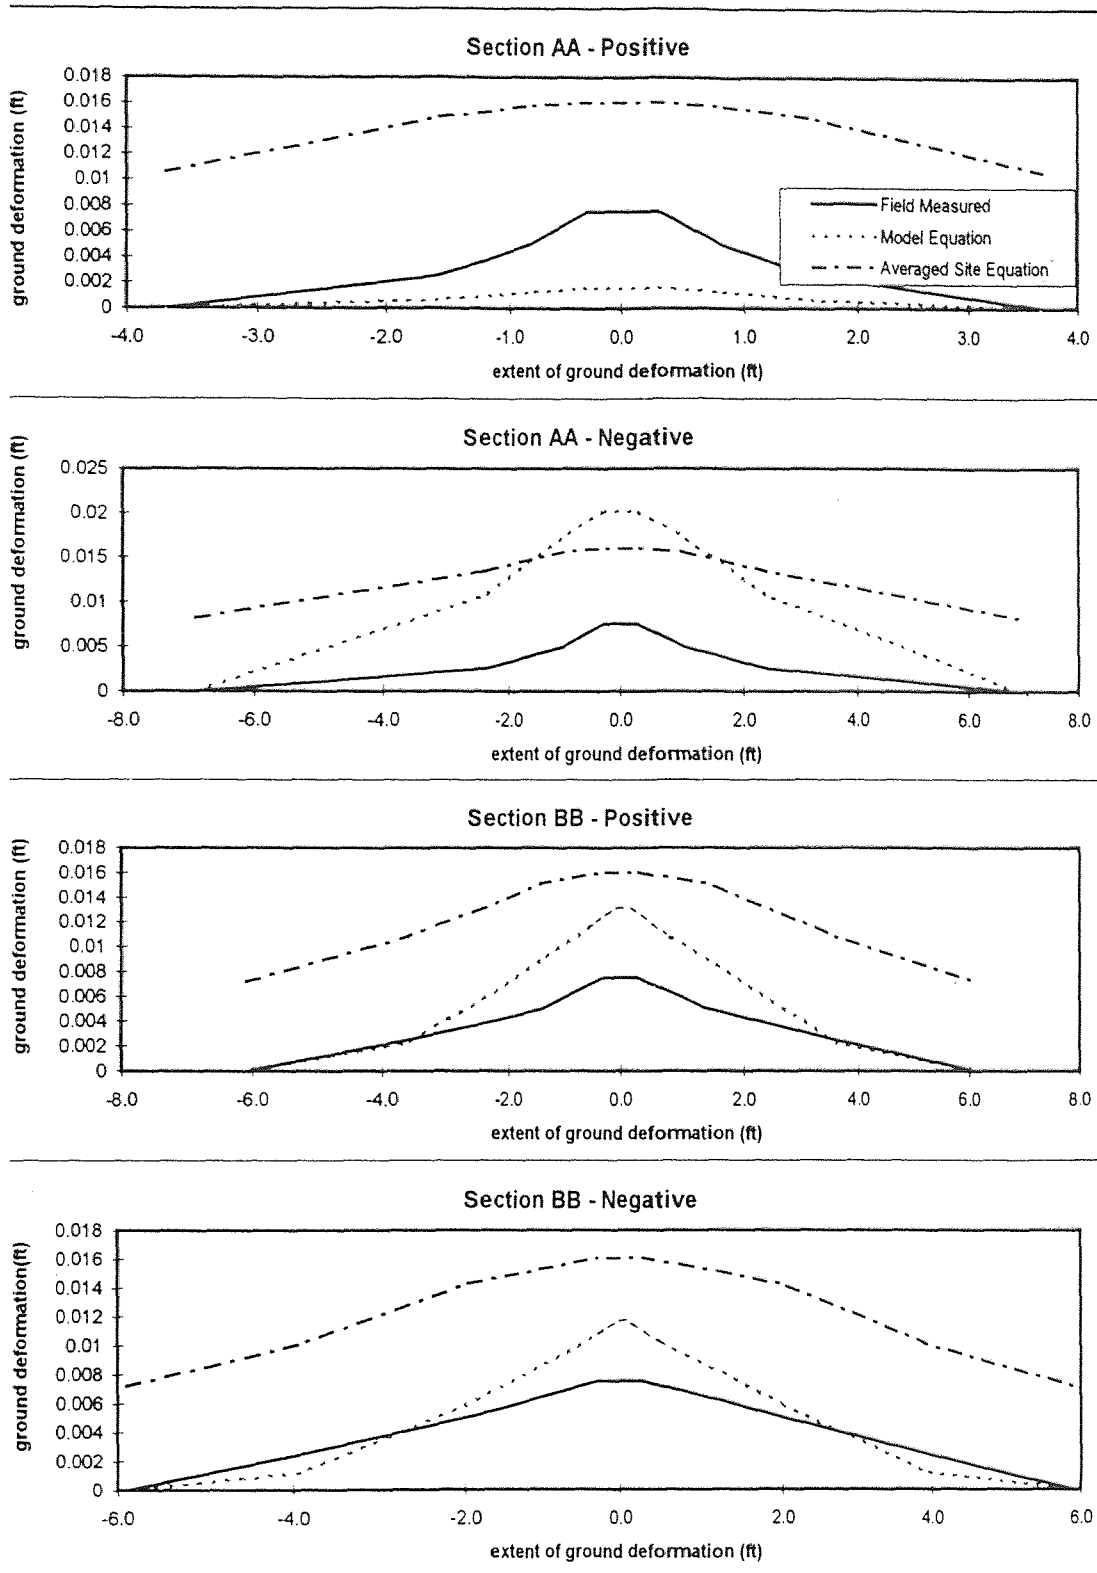 Section AA - Positive
ground deformation (ft)
0.018
0.016
0.014
0.012
0.01
0.008
0.006
0.004
0.002
0
Field Measured
Model Equation
Averaged Site Equation
-4.0 -3.0 -2.0 -1.0 0.0 1.0 2.0 3.0 4.0
extent of ground deformation (ft)
Section AA - Negative
ground deformation (ft)
0.025
0.02
0.015
0.01
0.005
0
-8.0 -6.0 -4.0 -2.0 0.0 2.0 4.0 6.0 8.0
extent of ground deformation (ft)
Section BB - Positive
ground deformation (ft)
0.018
0.016
0.014
0.012
0.01
0.008
0.006
0.004
0.002
0
-8.0 -6.0 -4.0 -2.0 0.0 2.0 4.0 6.0 8.0
extent of ground deformation (ft)
Section BB - Negative
ground deformation(ft)
0.018
0.016
0.014
0.012
0.01
0.008
0.006
0.004
0.002
0
-6.0 -4.0 -2.0 0.0 2.0 4.0 6.0
extent of ground deformation (ft)